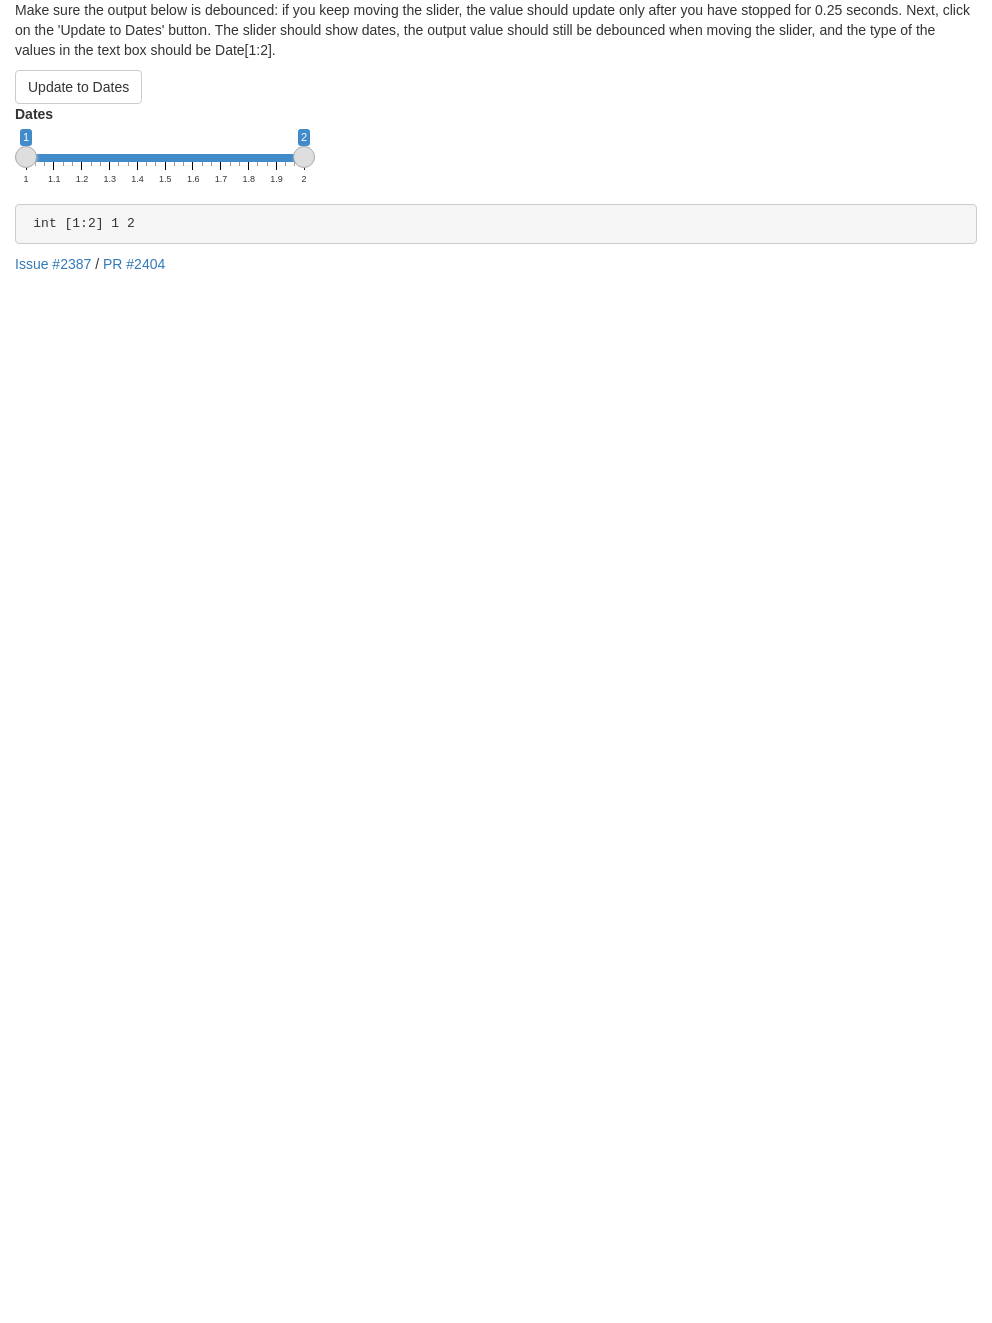 Make sure the output below is debounced: if you keep moving the slider, the value should update only after you have stopped for 0.25 seconds. Next, click
on the 'Update to Dates' button. The slider should show dates, the output value should still be debounced when moving the slider, and the type of the
values in the text box should be Date[1:2].
Update to Dates
Dates
1 2
1 1.1 1.2 1.3 1.4 1.5 1.6 1.7 1.8 1.9 2
int [1:2] 1 2
Issue #2387 / PR #2404